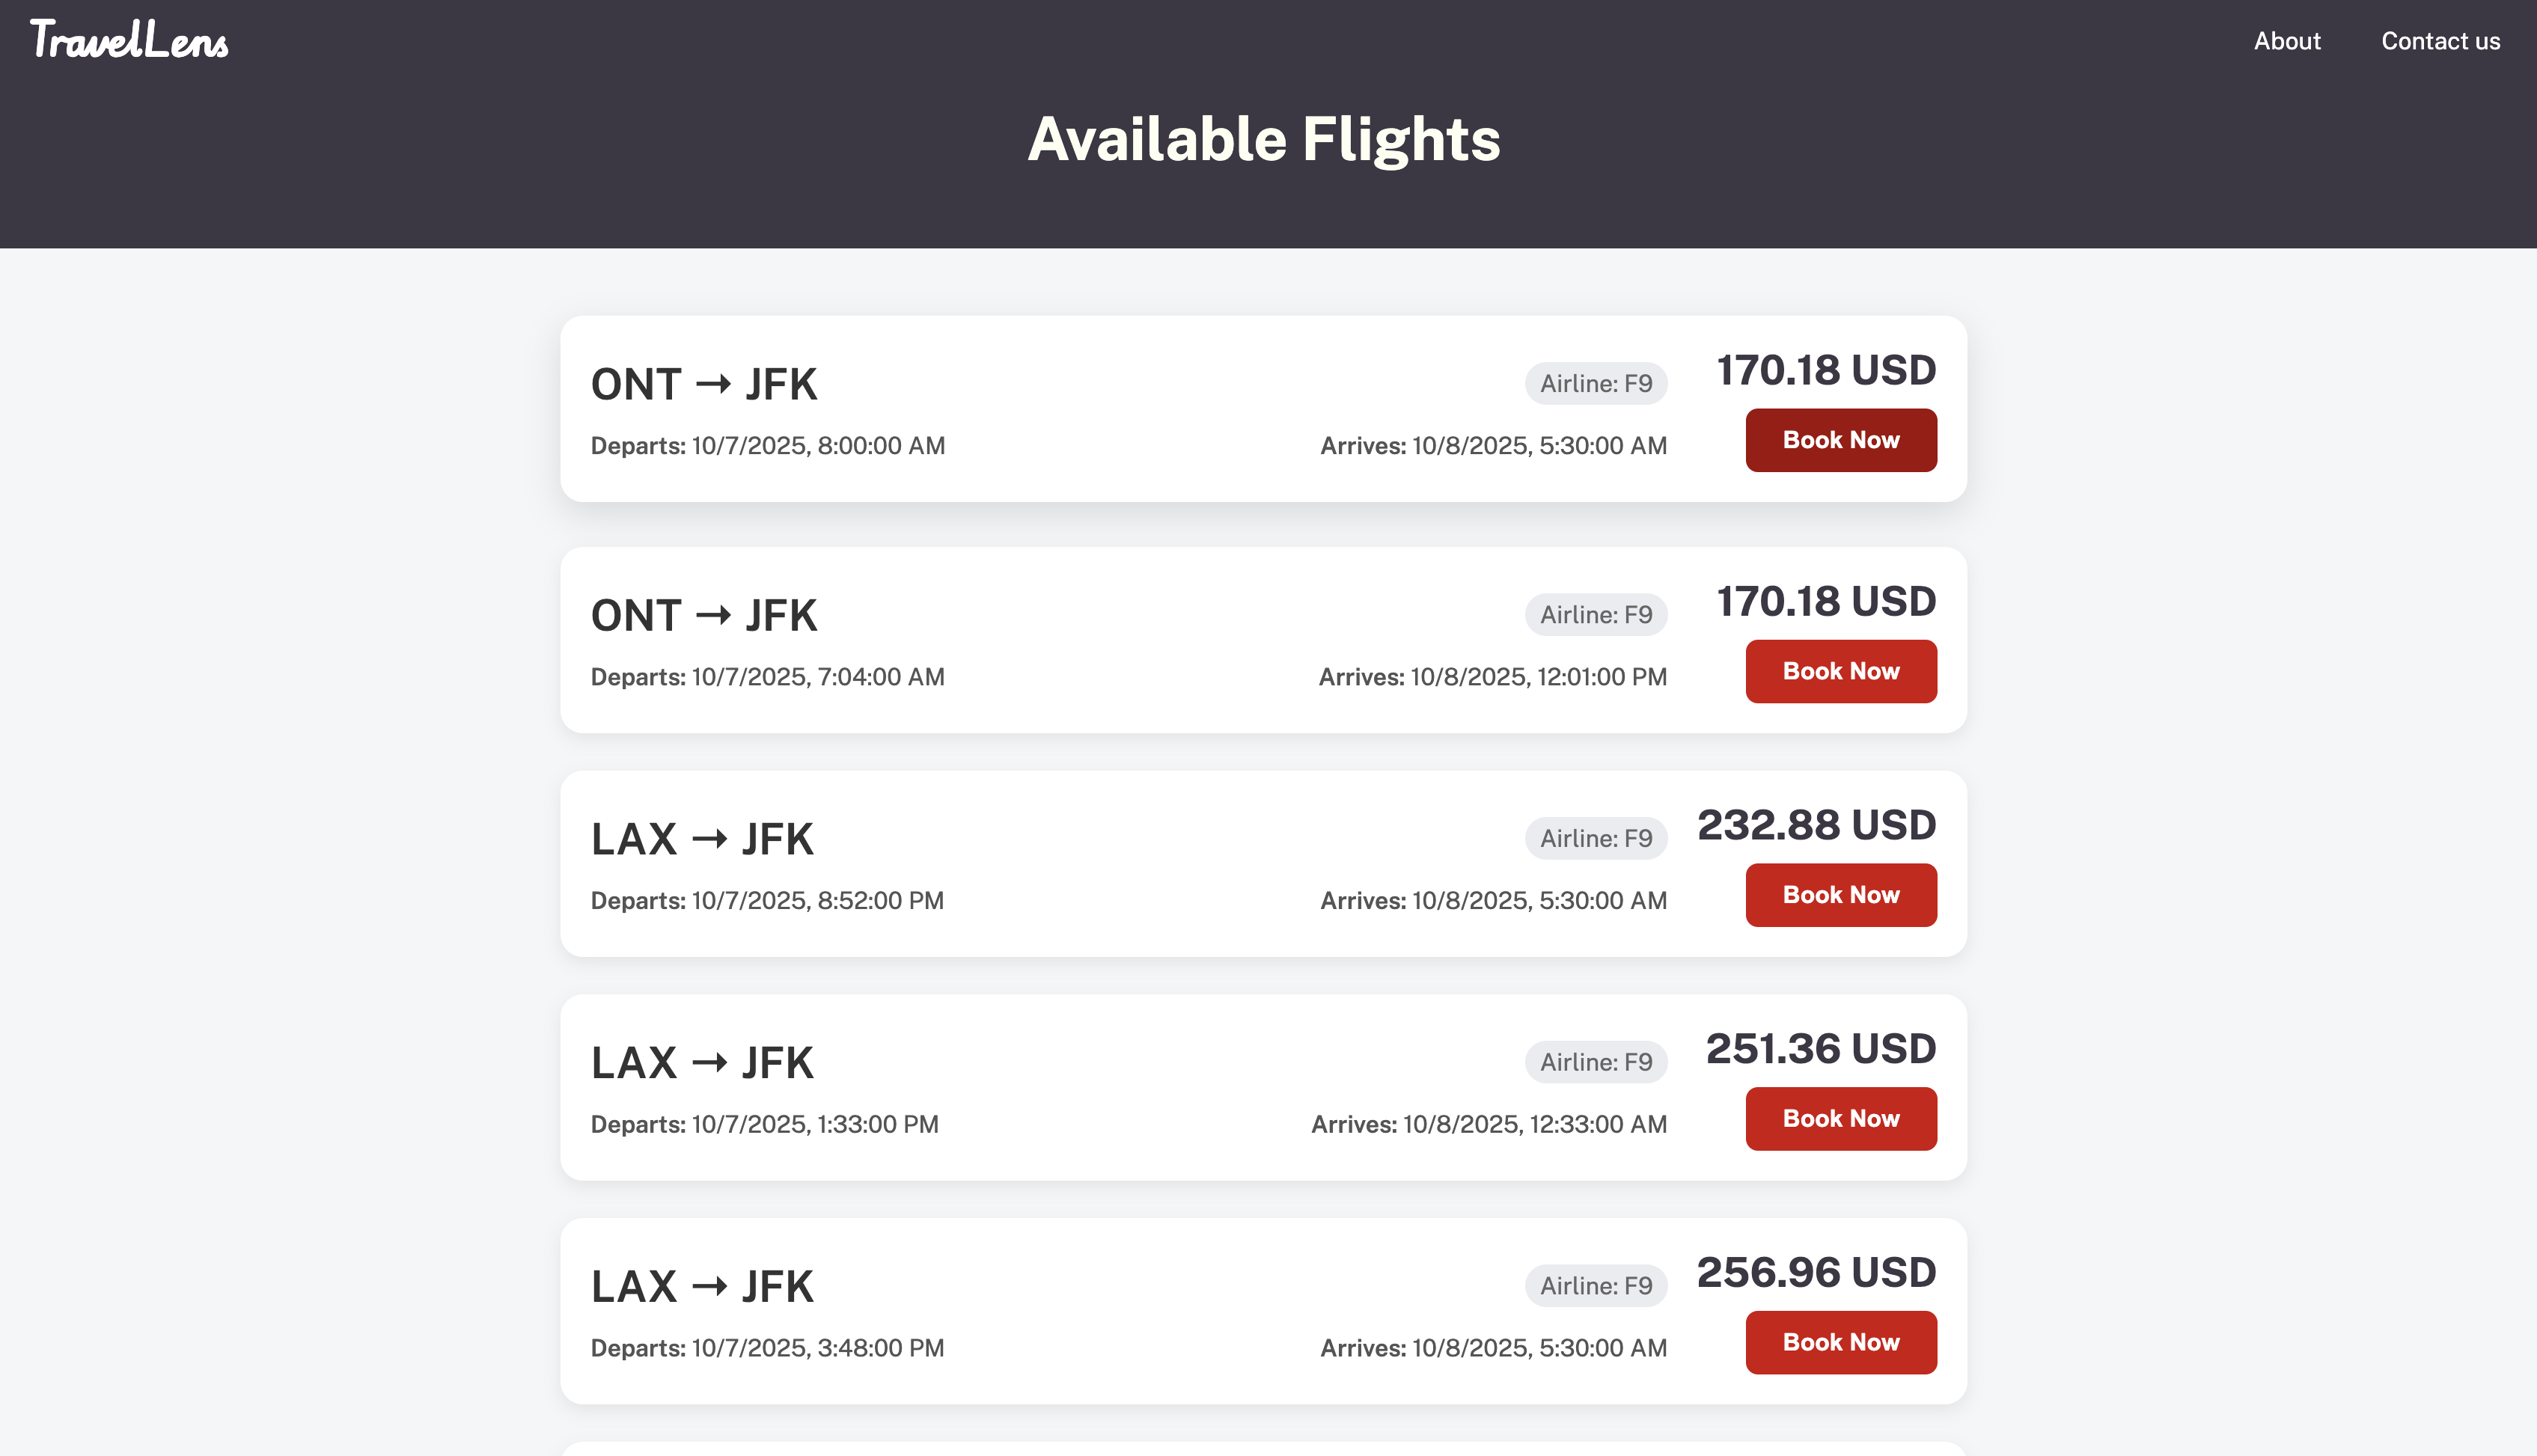 TravelLens
About
Contact us
Available Flights
ONT → JFK
Airline: F9
170.18 USD
Departs: 10/7/2025, 8:00:00 AM
Arrives: 10/8/2025, 5:30:00 AM
Book Now
ONT → JFK
Airline: F9
170.18 USD
Departs: 10/7/2025, 7:04:00 AM
Arrives: 10/8/2025, 12:01:00 PM
Book Now
LAX → JFK
Airline: F9
232.88 USD
Departs: 10/7/2025, 8:52:00 PM
Arrives: 10/8/2025, 5:30:00 AM
Book Now
LAX → JFK
Airline: F9
251.36 USD
Departs: 10/7/2025, 1:33:00 PM
Arrives: 10/8/2025, 12:33:00 AM
Book Now
LAX → JFK
Airline: F9
256.96 USD
Departs: 10/7/2025, 3:48:00 PM
Arrives: 10/8/2025, 5:30:00 AM
Book Now